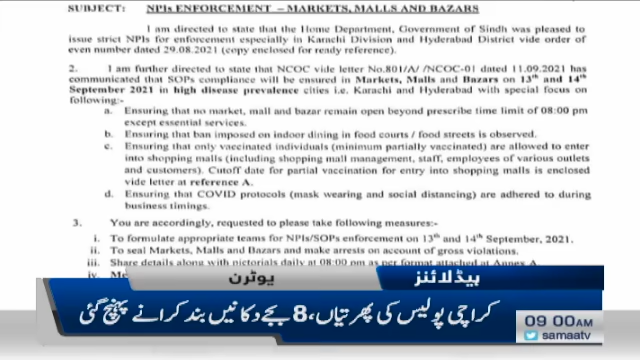 SUBJECT: NPIs ENFORCEMENT – MARKETS, MALLS AND BAZARS
I am directed to state that the Home Department, Government of Sindh was pleased to
issue strict NPIs for enforcement especially in Karachi Division and Hyderabad District vide order of
even number dated 29.08.2021 (copy enclosed for ready reference).
2. I am further directed to state that NCOC vide letter No.801/A/ /NCOC-01 dated 11.09.2021 has
communicated that SOPs compliance will be ensured in Markets, Malls and Bazars on 13th and 14th
September 2021 in high disease prevalence cities i.e. Karachi and Hyderabad with special focus on
following:-
a. Ensuring that no market, mall and bazar remain open beyond prescribe time limit of 08:00 pm
except essential services.
b. Ensuring that ban imposed on indoor dining in food courts / food streets is observed.
c. Ensuring that only vaccinated individuals (minimum partially vaccinated) are allowed to enter
into shopping malls (including shopping mall management, staff, employees of various outlets
and customers). Cutoff date for partial vaccination for entry into shopping malls is enclosed
vide letter at reference A.
d. Ensuring that COVID protocols (mask wearing and social distancing) are adhered to during
business timings.
3. You are accordingly, requested to please take following measures:-
i. To formulate appropriate teams for NPIs/SOPs enforcement on 13th and 14th September, 2021.
ii. To seal Markets, Malls and Bazars and make arrests on account of gross violations.
iii. Share details along with pictorials daily at 08:00 pm as per format attached at Annex A.
iv.
ہیڈلائنز یوٹرن
کراچی پولیس کی پھرتیاں، 8 بجے دکانیں بند کرانے پہنچ گئی
09:00AM
samaatv